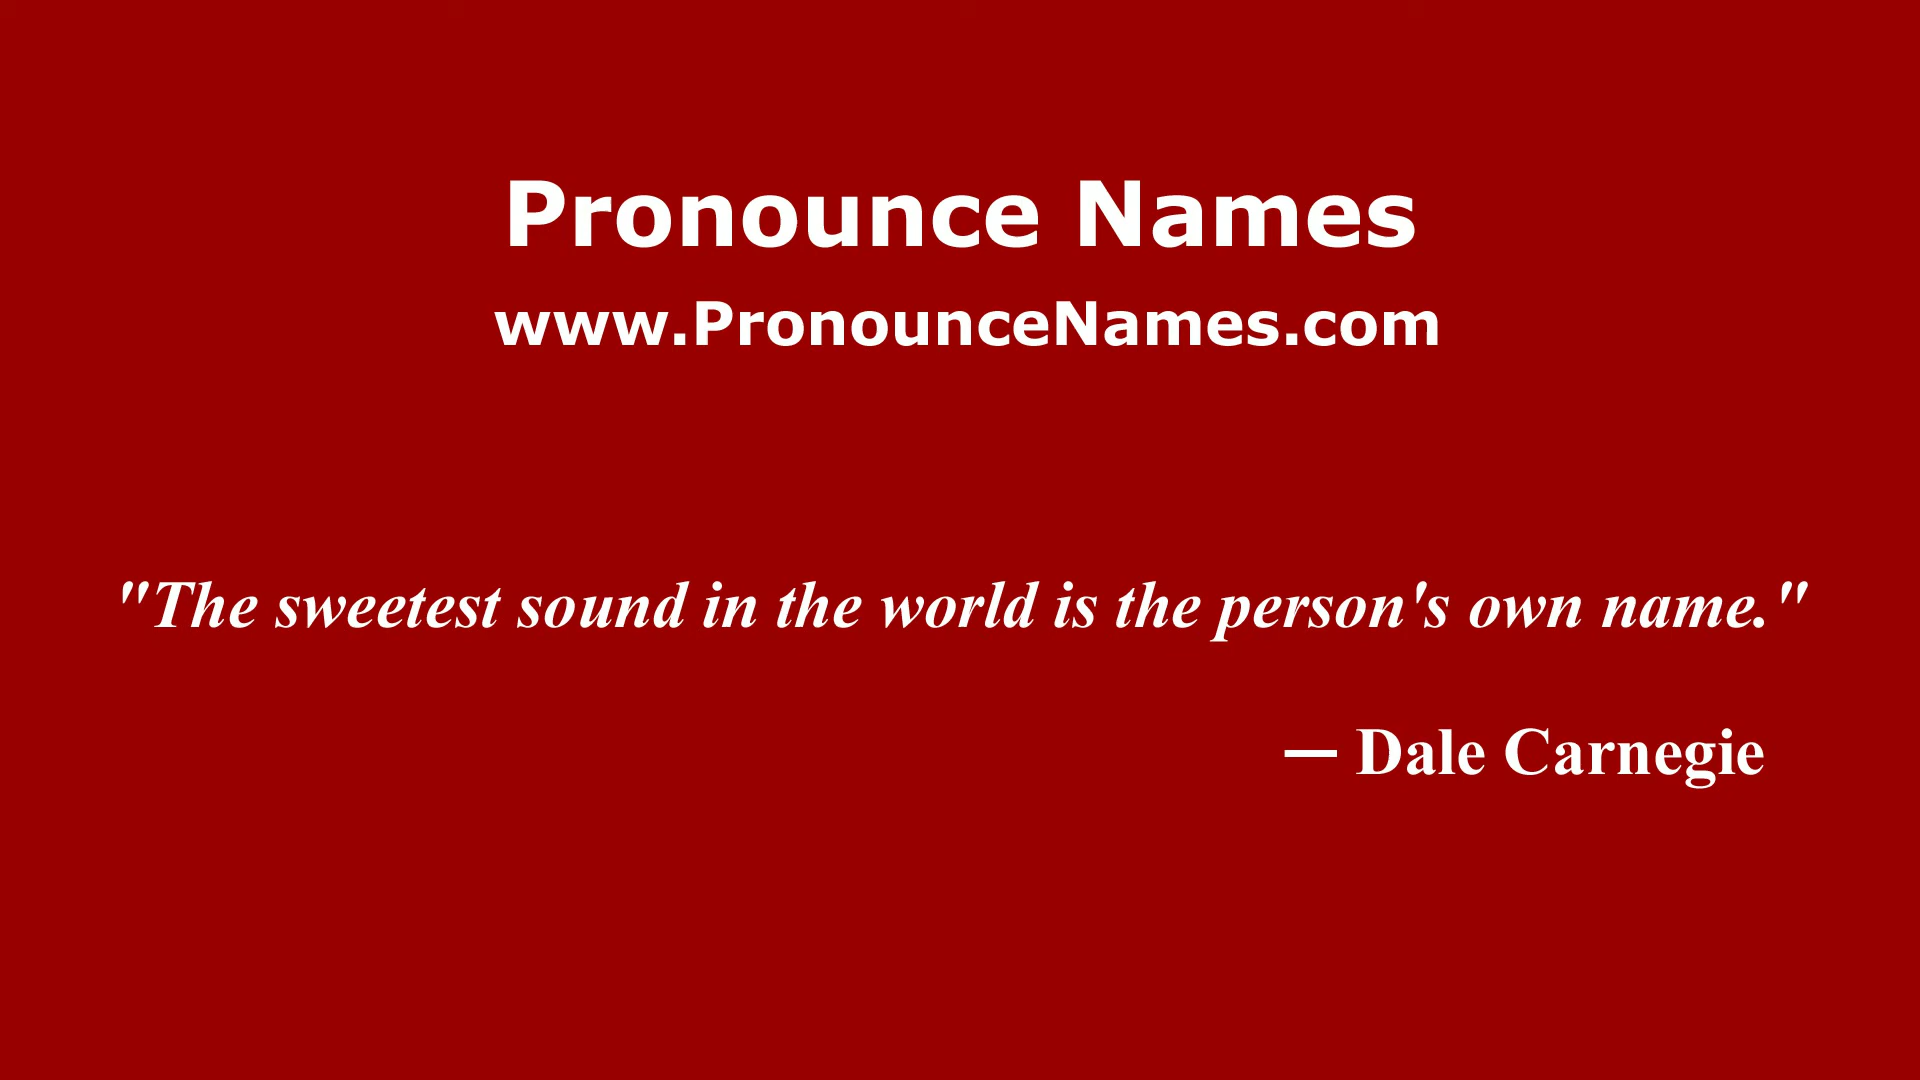 Pronounce Names
www.PronounceNames.com
"The sweetest sound in the world is the person's own name."
— Dale Carnegie